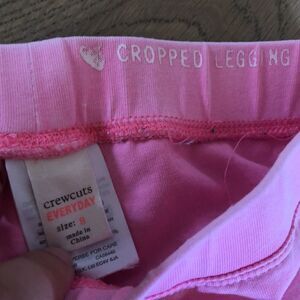 CROPPED LEGGING
crewcuts
EVERYDAY
size: 8
made in
China